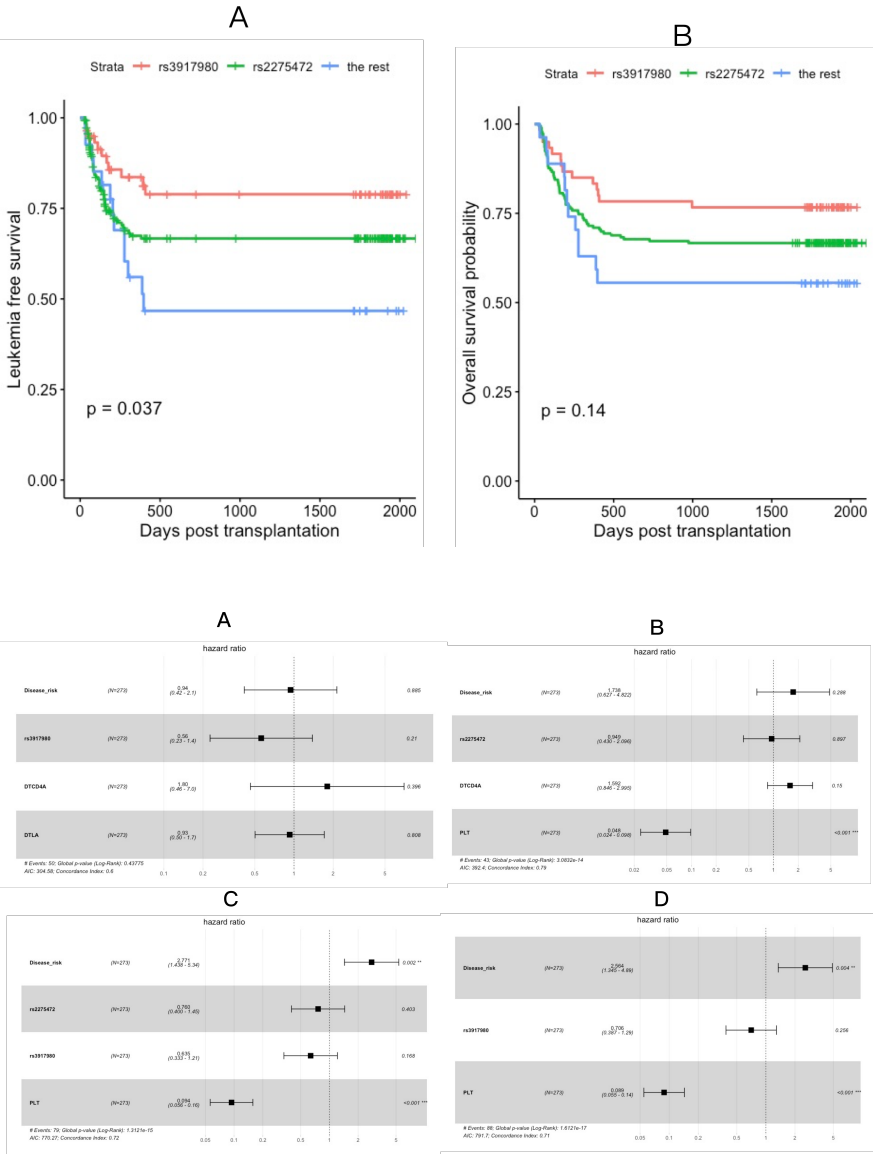 A
Strata rs3917980 rs2275472 the rest
Leukemia free survival
1.00
0.75
0.50
0.25
0.00
p = 0.037
0 500 1000 1500 2000
Days post transplantation
B
Strata rs3917980 rs2275472 the rest
Overall survival probability
1.00
0.75
0.50
0.25
0.00
p = 0.14
0 500 1000 1500 2000
Days post transplantation
A
hazard ratio
Disease_risk (N=273) 0.94 (0.42 - 2.1) 0.885
rs3917980 (N=273) 0.56 (0.23 - 1.4) 0.21
DTCD4A (N=273) 1.80 (0.46 - 7.0) 0.396
DTLA (N=273) 0.93 (0.50 - 1.7) 0.808
# Events: 50; Global p-value (Log-Rank): 0.43775
AIC: 304.58; Concordance Index: 0.6
0.1 0.2 0.5 1 2 5
B
hazard ratio
Disease_risk (N=273) 1.738 (0.627 - 4.822) 0.288
rs2275472 (N=273) 0.949 (0.430 - 2.096) 0.897
DTCD4A (N=273) 1.592 (0.846 - 2.995) 0.15
PLT (N=273) 0.048 (0.024 - 0.098) <0.001 ***
# Events: 43; Global p-value (Log-Rank): 3.0832e-14
AIC: 392.4; Concordance Index: 0.79
0.02 0.05 0.1 0.2 0.5 1 2 5
C
hazard ratio
Disease_risk (N=273) 2.771 (1.438 - 5.34) 0.002 **
rs2275472 (N=273) 0.760 (0.400 - 1.45) 0.403
rs3917980 (N=273) 0.635 (0.333 - 1.21) 0.168
PLT (N=273) 0.094 (0.056 - 0.16) <0.001 ***
# Events: 79; Global p-value (Log-Rank): 1.3121e-15
AIC: 770.27; Concordance Index: 0.72
0.05 0.1 0.2 0.5 1 2 5
D
hazard ratio
Disease_risk (N=273) 2.564 (1.345 - 4.89) 0.004 **
rs3917980 (N=273) 0.706 (0.387 - 1.29) 0.256
PLT (N=273) 0.089 (0.055 - 0.14) <0.001 ***
# Events: 88; Global p-value (Log-Rank): 1.6121e-17
AIC: 791.7; Concordance Index: 0.71
0.05 0.1 0.2 0.5 1 2 5